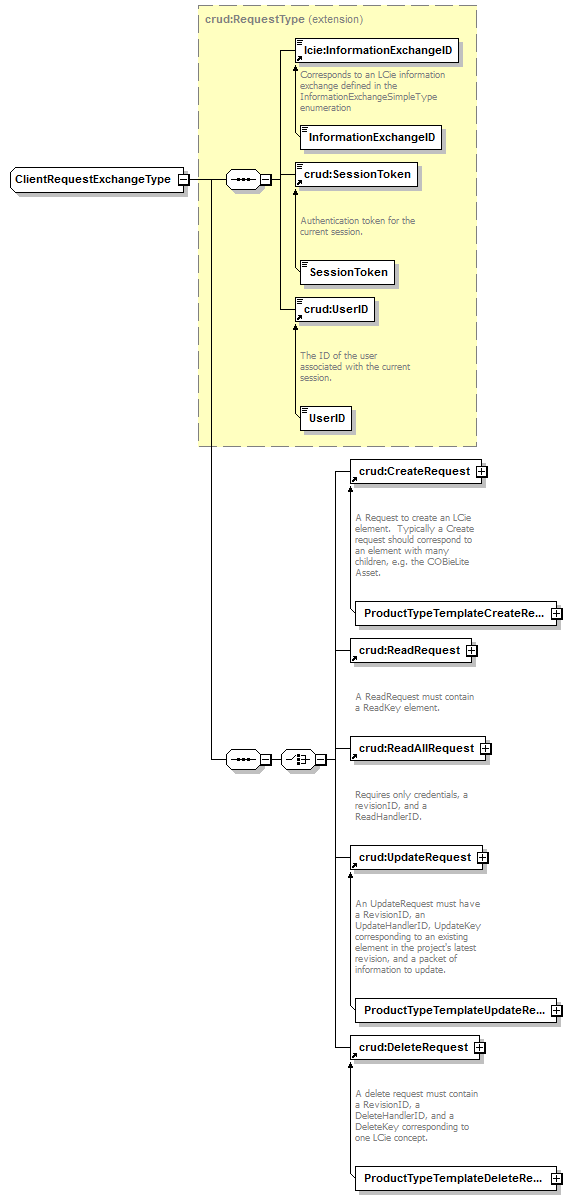 crud:RequestType (extension)
lcie:InformationExchangeID
Corresponds to an LCie information
exchange defined in the
InformationExchangeSimpleType
enumeration
InformationExchangeID
ClientRequestExchangeType
crud:SessionToken
Authentication token for the
current session.
SessionToken
crud:UserID
The ID of the user
associated with the current
session.
UserID
crud:CreateRequest
A Request to create an LCie
element.  Typically a Create
request should correspond to
an element with many
children, e.g. the COBieLite
Asset.
ProductTypeTemplateCreateRe...
crud:ReadRequest
A ReadRequest must contain
a ReadKey element.
crud:ReadAllRequest
Requires only credentials, a
revisionID, and a
ReadHandlerID.
crud:UpdateRequest
An UpdateRequest must have
a RevisionID, an
UpdateHandlerID, UpdateKey
corresponding to an existing
element in the project's latest
revision, and a packet of
information to update.
ProductTypeTemplateUpdateRe...
crud:DeleteRequest
A delete request must contain
a RevisionID, a
DeleteHandlerID, and a
DeleteKey corresponding to
one LCie concept.
ProductTypeTemplateDeleteRe...